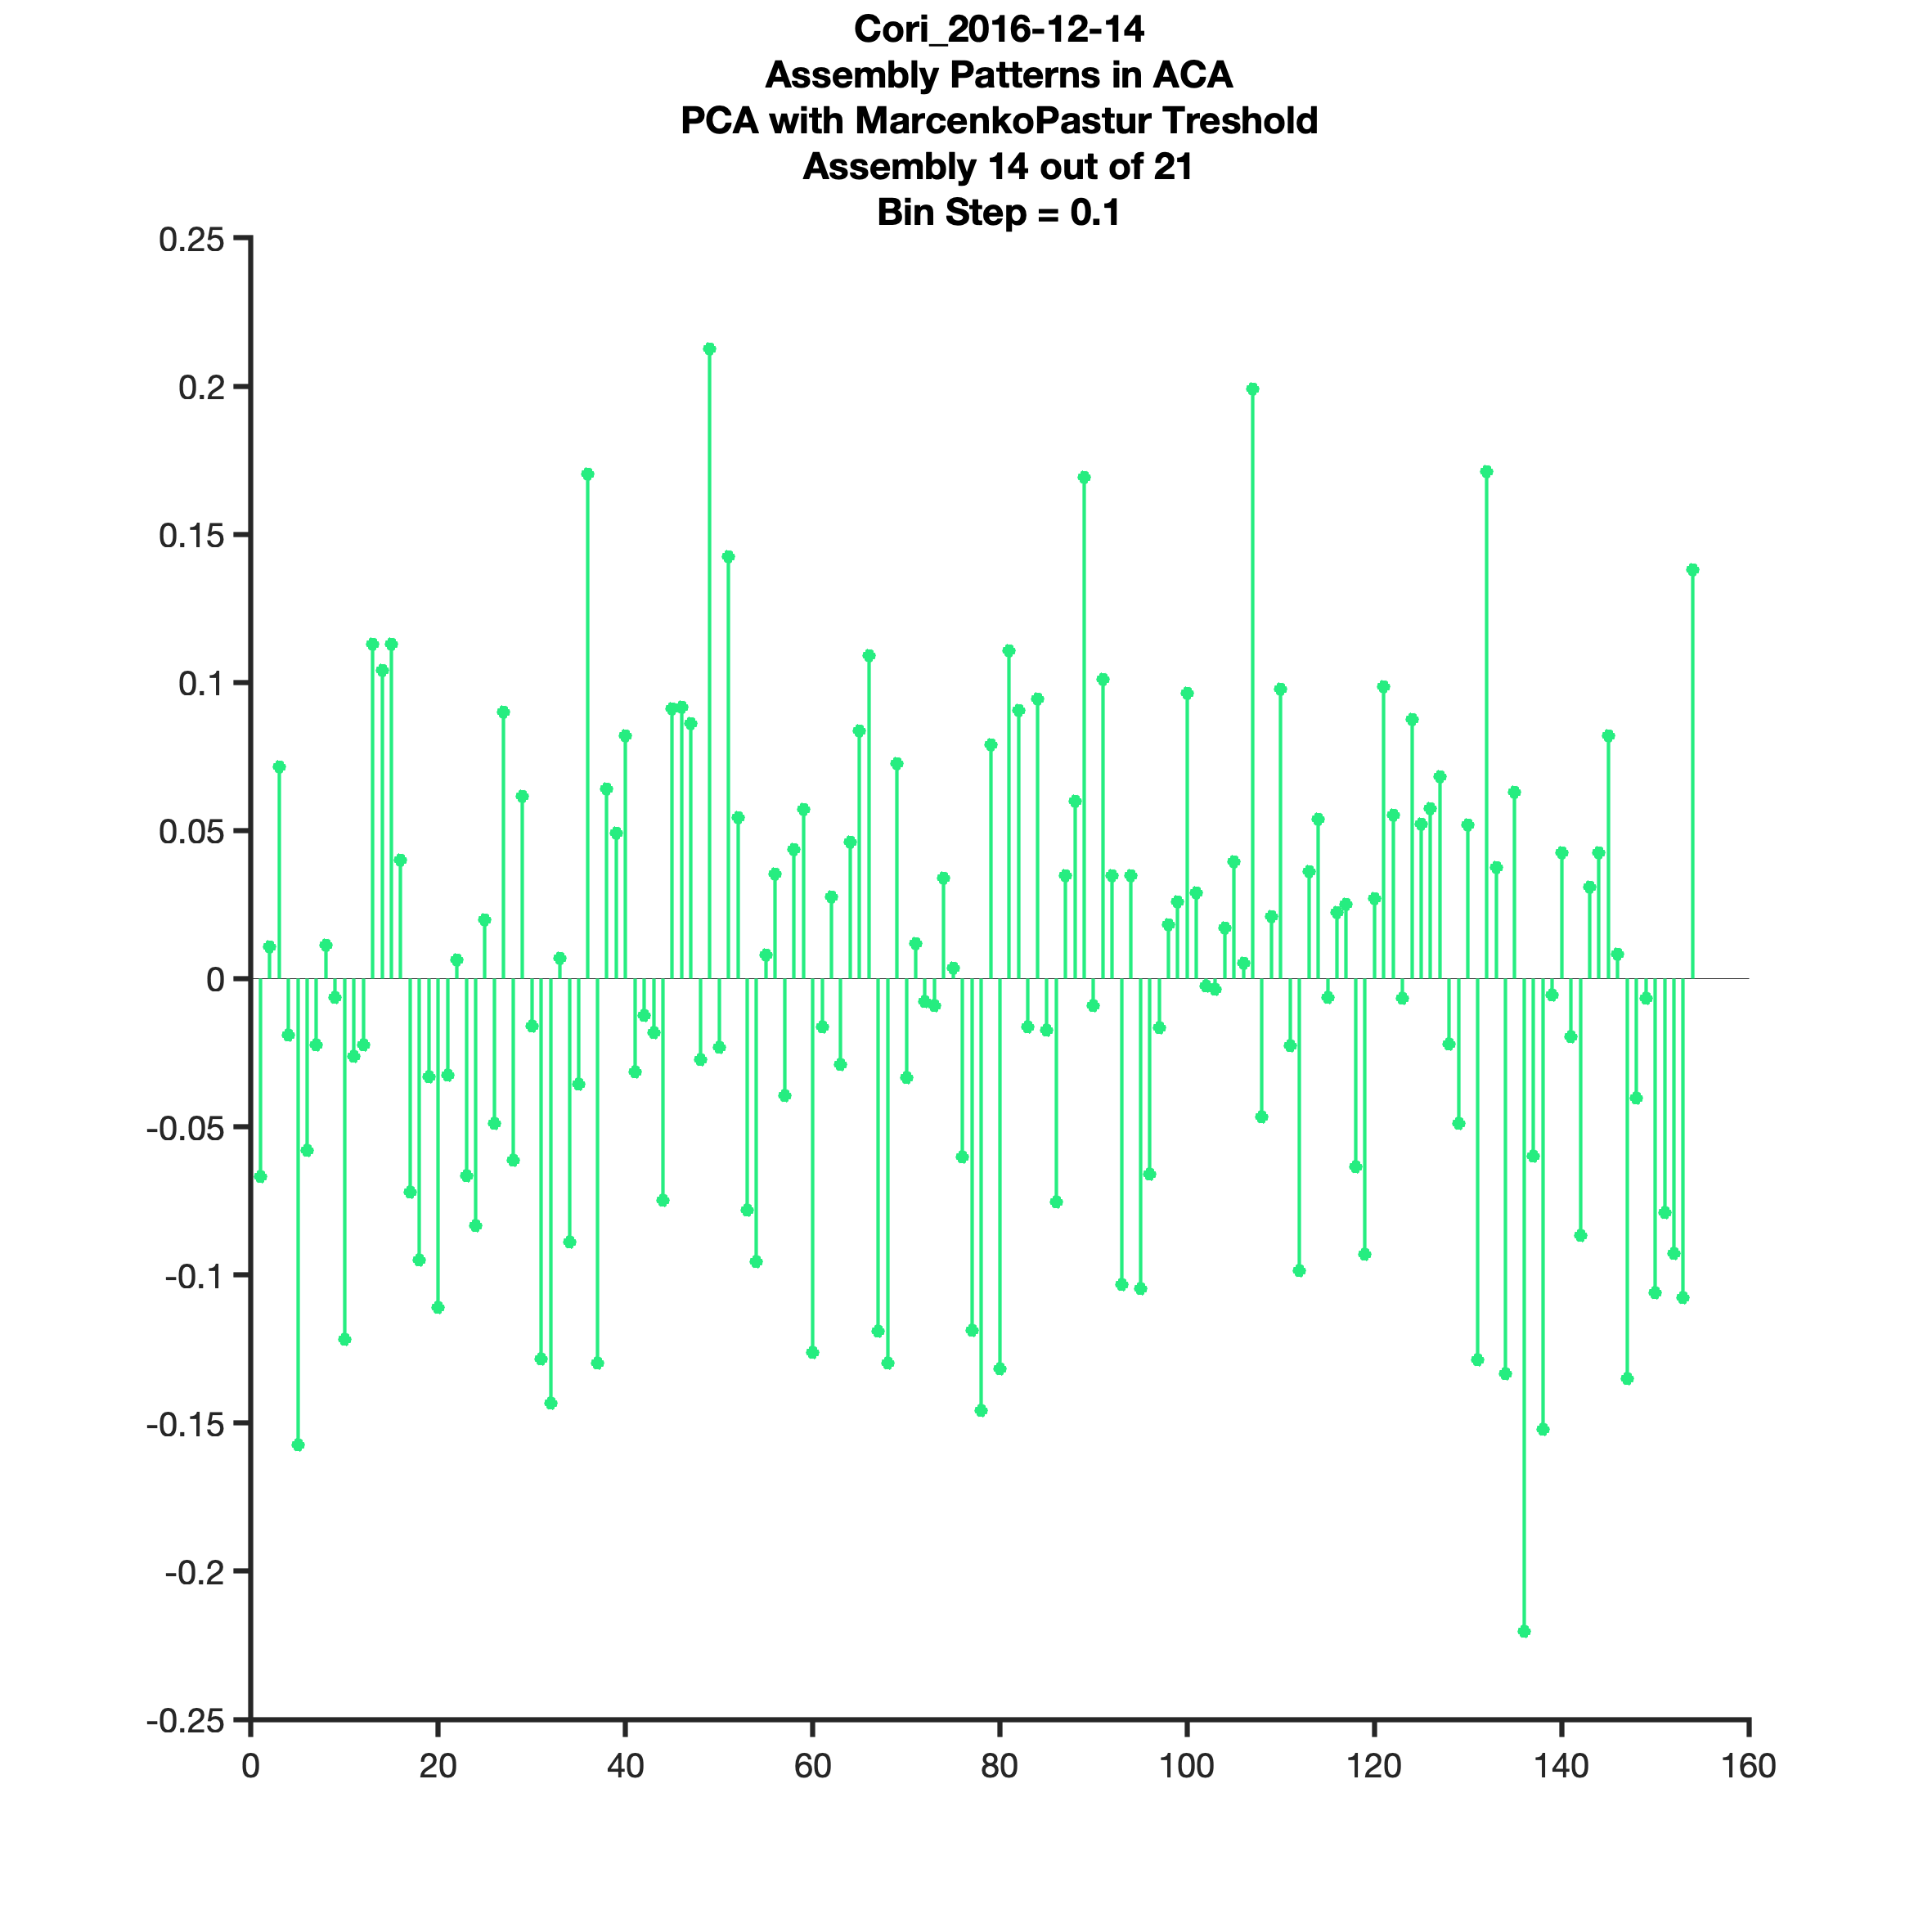 Cori_2016-12-14
Assembly Patterns in ACA
PCA with MarcenkoPastur Treshold
Assembly 14 out of 21
Bin Step = 0.1
0.25
0.2
0.15
0.1
0.05
0
-0.05
-0.1
-0.15
-0.2
-0.25
0 20 40 60 80 100 120 140 160